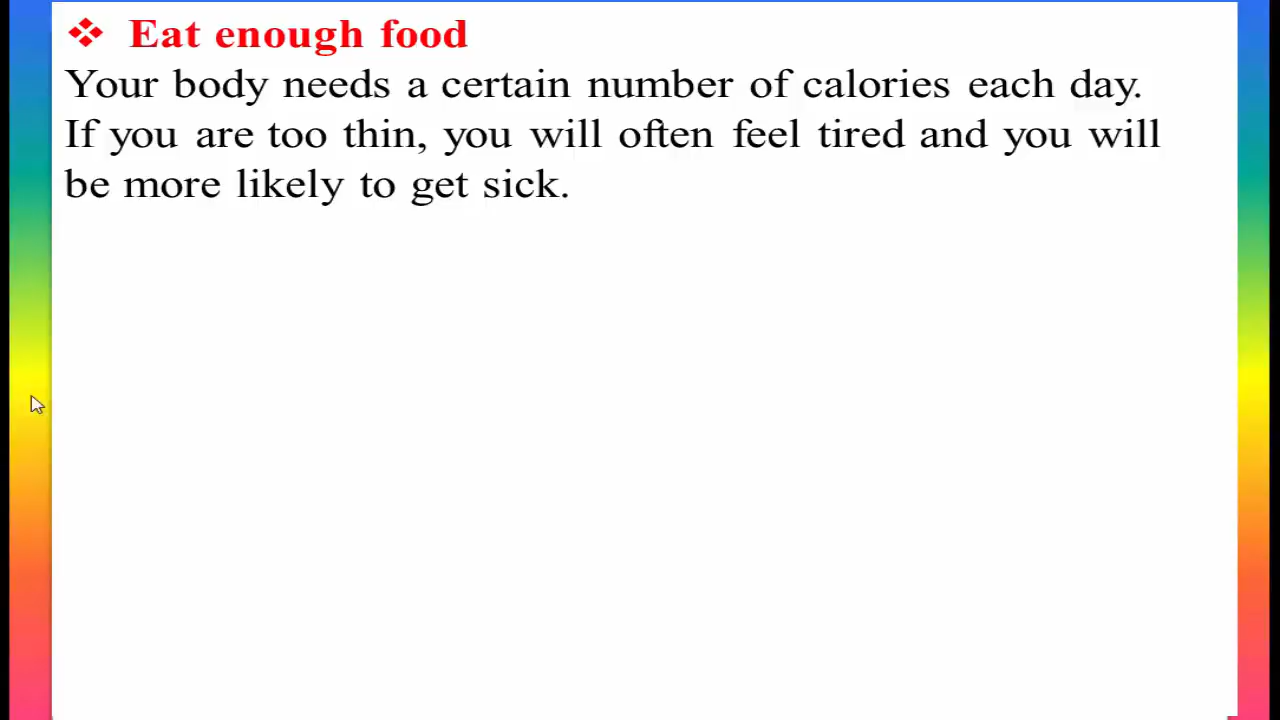 ❖ Eat enough food
Your body needs a certain number of calories each day.
If you are too thin, you will often feel tired and you will
be more likely to get sick.